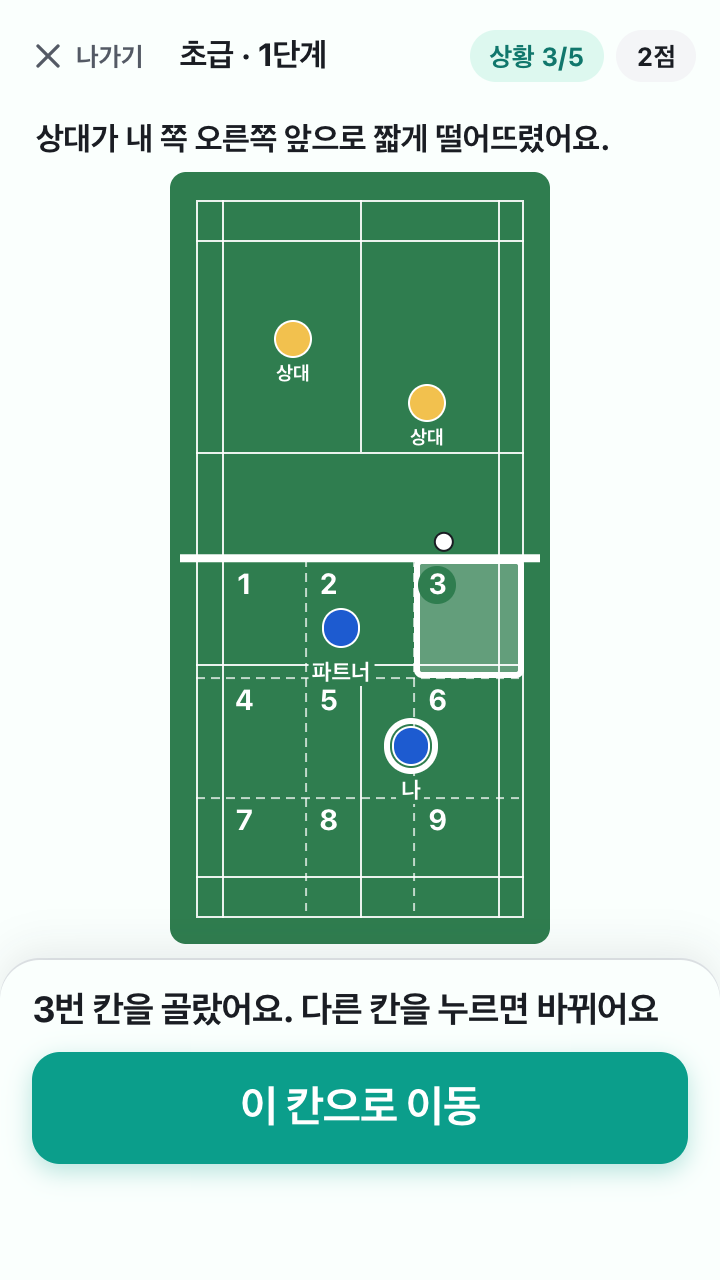 나가기
초급 · 1단계
상황 3/5
2점
상대가 내 쪽 오른쪽 앞으로 짧게 떨어뜨렸어요.
상대
상대
1
2
3
파트너
4
5
6
나
7
8
9
3번 칸을 골랐어요. 다른 칸을 누르면 바뀌어요
이 칸으로 이동